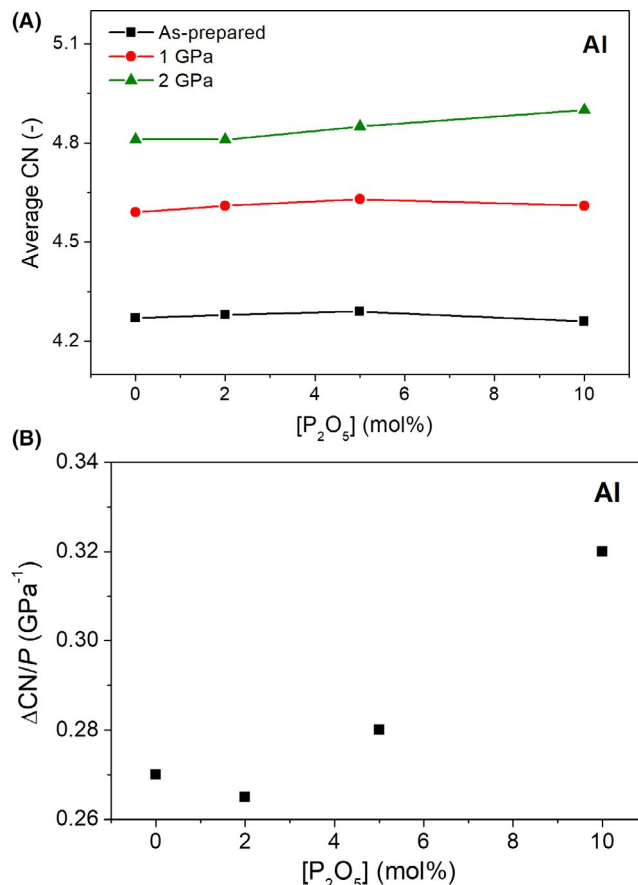 (A)
As-prepared
1 GPa
2 GPa
Al
5.1
4.8
4.5
4.2
Average CN (-)
0 2 4 6 8 10
[P₂O₅] (mol%)
(B)
Al
0.34
0.32
0.30
0.28
0.26
ΔCN/P (GPa⁻¹)
0 2 4 6 8 10
[P₂O₅] (mol%)